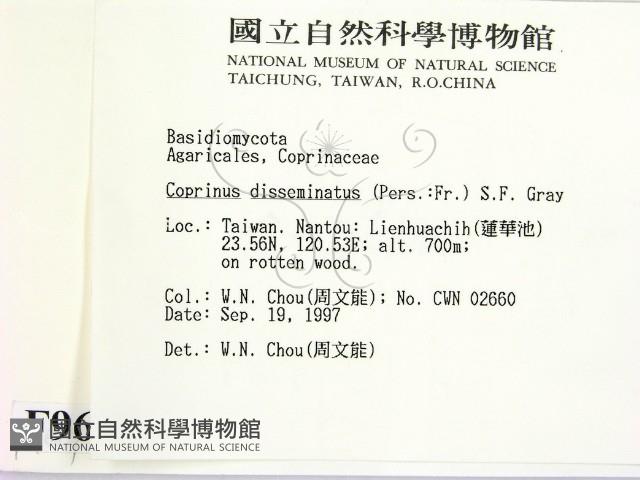 國立自然科學博物館
NATIONAL MUSEUM OF NATURAL SCIENCE
TAICHUNG, TAIWAN, R.O.CHINA
Basidiomycota
Agaricales, Coprinaceae
Coprinus disseminatus (Pers.:Fr.) S.F. Gray
Loc.: Taiwan. Nantou: Lienhuachih(蓮華池)
23.56N, 120.53E; alt. 700m;
on rotten wood.
Col.: W.N. Chou(周文能); No. CWN 02660
Date: Sep. 19, 1997
Det.: W.N. Chou(周文能)
F96
國立自然科學博物館
NATIONAL MUSEUM OF NATURAL SCIENCE